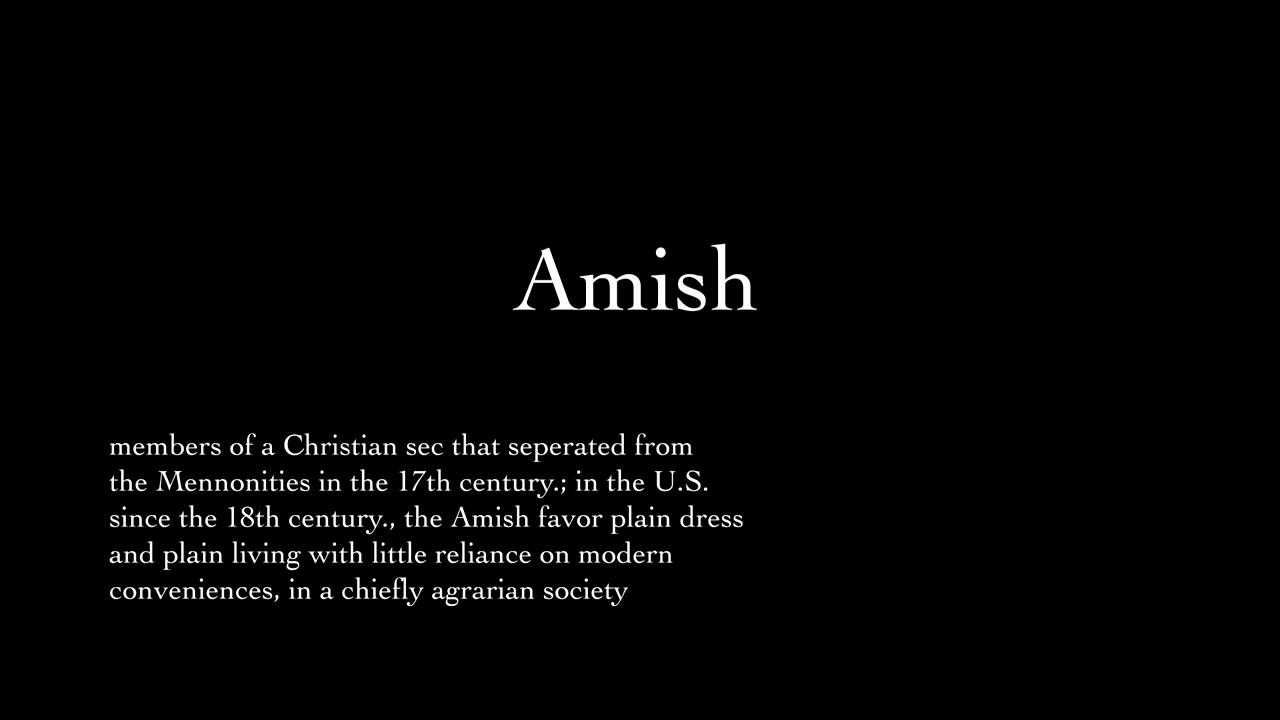 Amish
members of a Christian sec that seperated from
the Mennonities in the 17th century.; in the U.S.
since the 18th century., the Amish favor plain dress
and plain living with little reliance on modern
conveniences, in a chiefly agrarian society